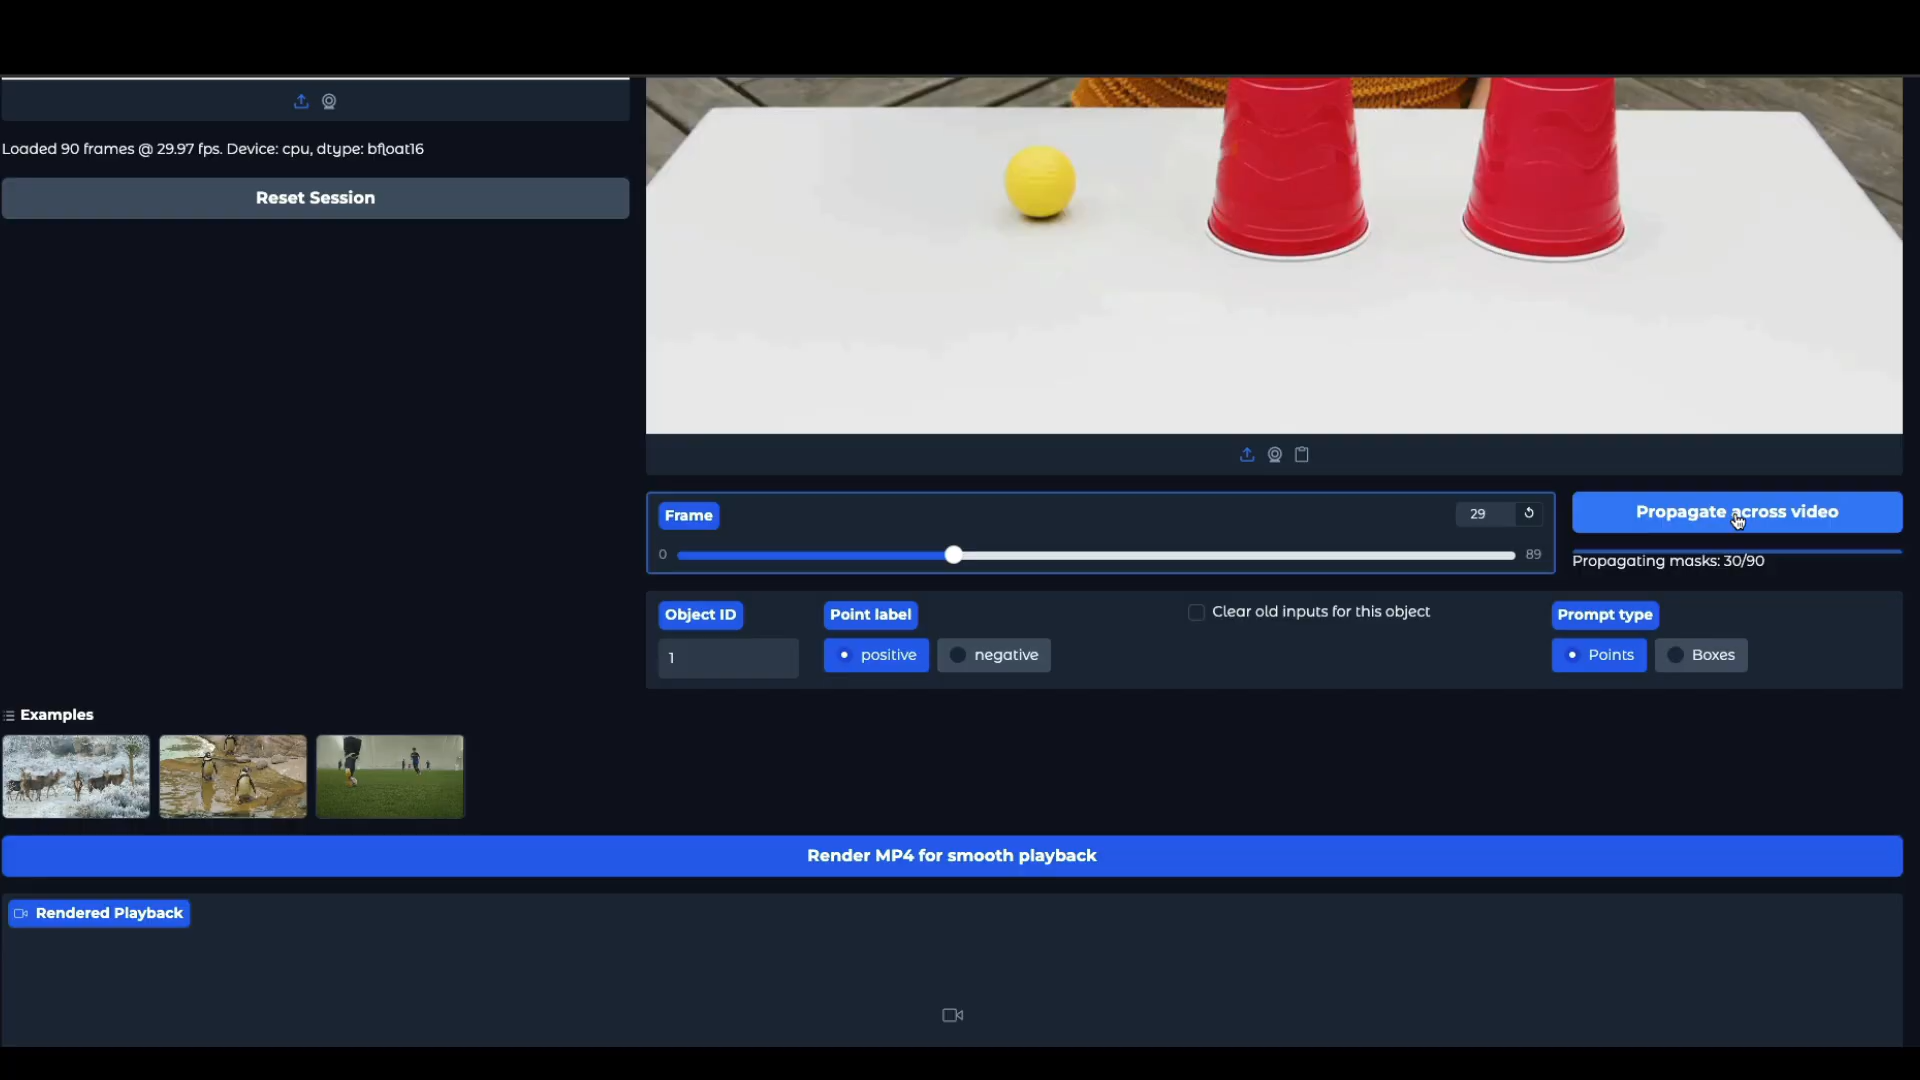 Loaded 90 frames @ 29.97 fps. Device: cpu, dtype: bfloat16
Reset Session
Frame
29
0
89
Propagate across video
Propagating masks: 30/90
Object ID
1
Point label
positive
negative
Clear old inputs for this object
Prompt type
Points
Boxes
Examples
Render MP4 for smooth playback
Rendered Playback